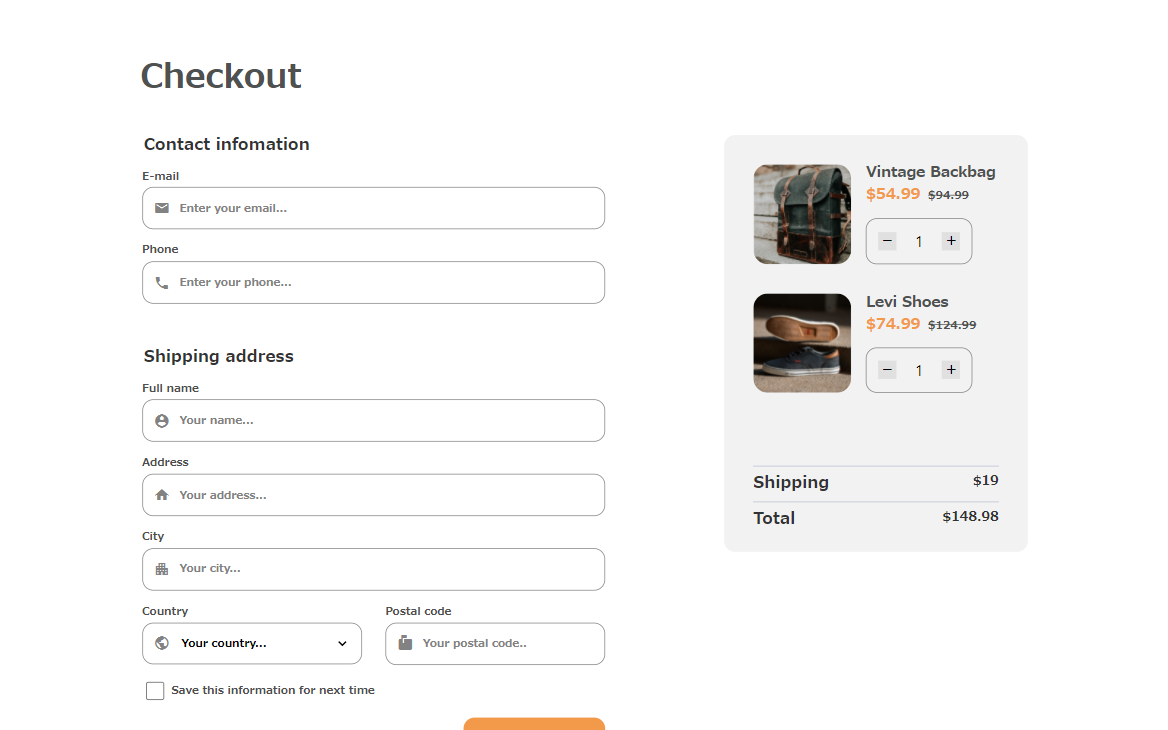 Checkout
Contact infomation
E-mail
Enter your email...
Phone
Enter your phone...
Shipping address
Full name
Your name...
Address
Your address...
City
Your city...
Country
Your country...
Postal code
Your postal code..
Save this information for next time
Vintage Backbag
$54.99 $94.99
− 1 +
Levi Shoes
$74.99 $124.99
− 1 +
Shipping $19
Total $148.98